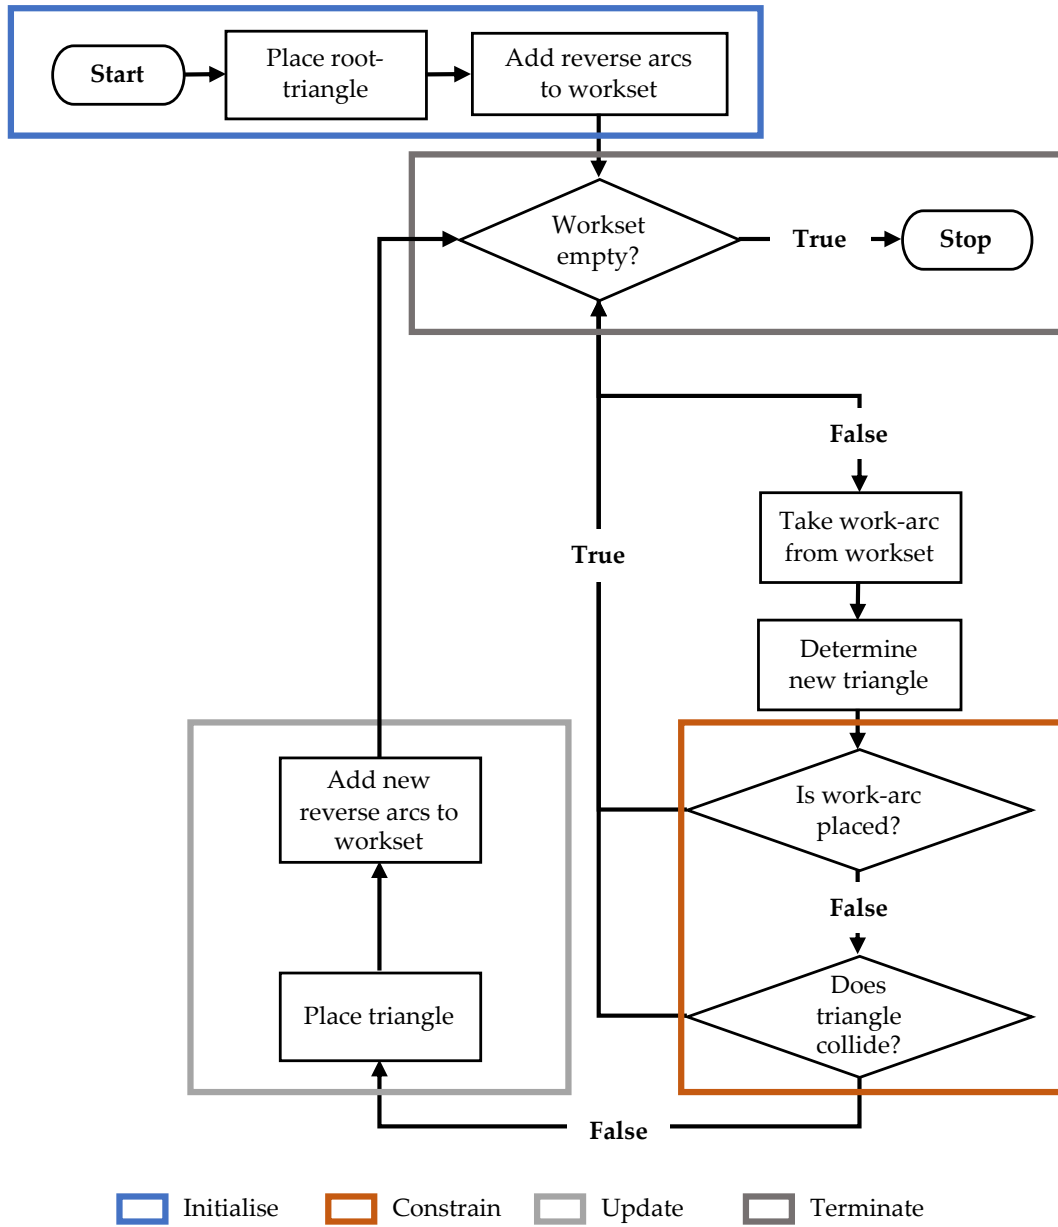 Start
Place root-
triangle
Add reverse arcs
to workset
Workset
empty?
True
Stop
False
Take work-arc
from workset
True
Determine
new triangle
Add new
reverse arcs to
workset
Is work-arc
placed?
False
Place triangle
Does
triangle
collide?
False
Initialise
Constrain
Update
Terminate